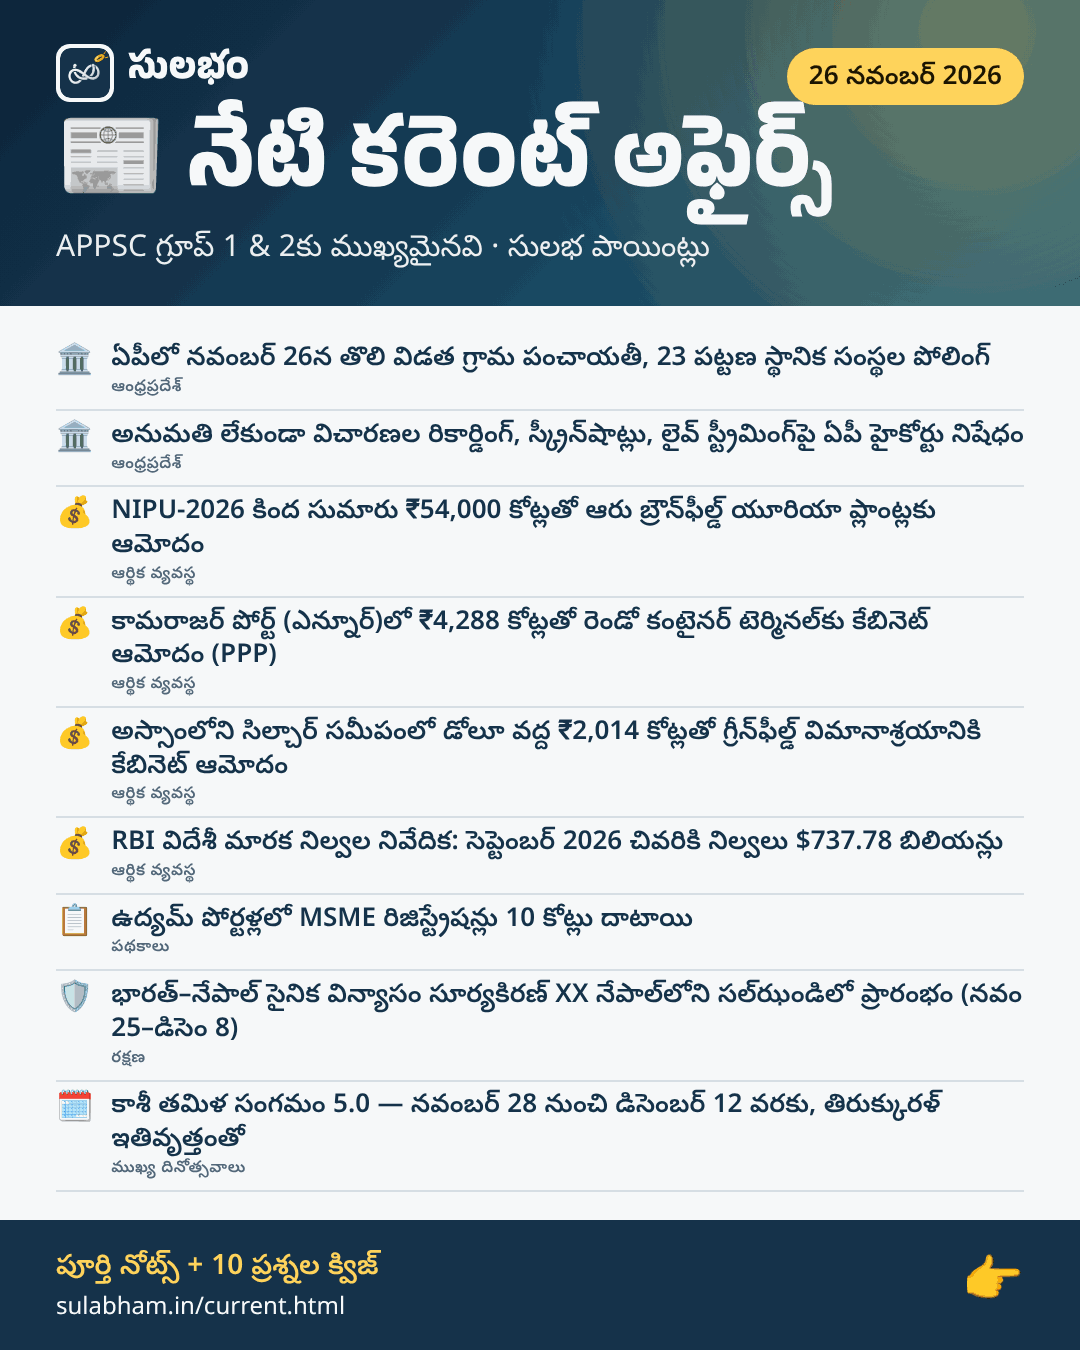 సులభం
26 నవంబర్ 2026
నేటి కరెంట్ అఫైర్స్
APPSC గ్రూప్ 1 & 2కు ముఖ్యమైనవి · సులభ పాయింట్లు
ఏపీలో నవంబర్ 26న తొలి విడత గ్రామ పంచాయతీ, 23 పట్టణ స్థానిక సంస్థల పోలింగ్
ఆంధ్రప్రదేశ్
అనుమతి లేకుండా విచారణల రికార్డింగ్, స్క్రీన్‌షాట్లు, లైవ్ స్ట్రీమింగ్‌పై ఏపీ హైకోర్టు నిషేధం
ఆంధ్రప్రదేశ్
NIPU-2026 కింద సుమారు ₹54,000 కోట్లతో ఆరు బ్రౌన్‌ఫీల్డ్ యూరియా ప్లాంట్లకు
ఆమోదం
ఆర్థిక వ్యవస్థ
కామరాజర్ పోర్ట్ (ఎన్నూర్)లో ₹4,288 కోట్లతో రెండో కంటైనర్ టెర్మినల్‌కు కేబినెట్
ఆమోదం (PPP)
ఆర్థిక వ్యవస్థ
అస్సాంలోని సిల్చార్ సమీపంలో డోలూ వద్ద ₹2,014 కోట్లతో గ్రీన్‌ఫీల్డ్ విమానాశ్రయానికి
కేబినెట్ ఆమోదం
ఆర్థిక వ్యవస్థ
RBI విదేశీ మారక నిల్వల నివేదిక: సెప్టెంబర్ 2026 చివరికి నిల్వలు $737.78 బిలియన్లు
ఆర్థిక వ్యవస్థ
ఉద్యమ్ పోర్టల్లలో MSME రిజిస్ట్రేషన్లు 10 కోట్లు దాటాయి
పథకాలు
భారత్–నేపాల్ సైనిక విన్యాసం సూర్యకిరణ్ XX నేపాల్‌లోని సల్‌ఝండిలో ప్రారంభం (నవం
25–డిసెం 8)
రక్షణ
కాశీ తమిళ సంగమం 5.0 — నవంబర్ 28 నుంచి డిసెంబర్ 12 వరకు, తిరుక్కురళ్
ఇతివృత్తంతో
ముఖ్య దినోత్సవాలు
పూర్తి నోట్స్ + 10 ప్రశ్నల క్విజ్
sulabham.in/current.html